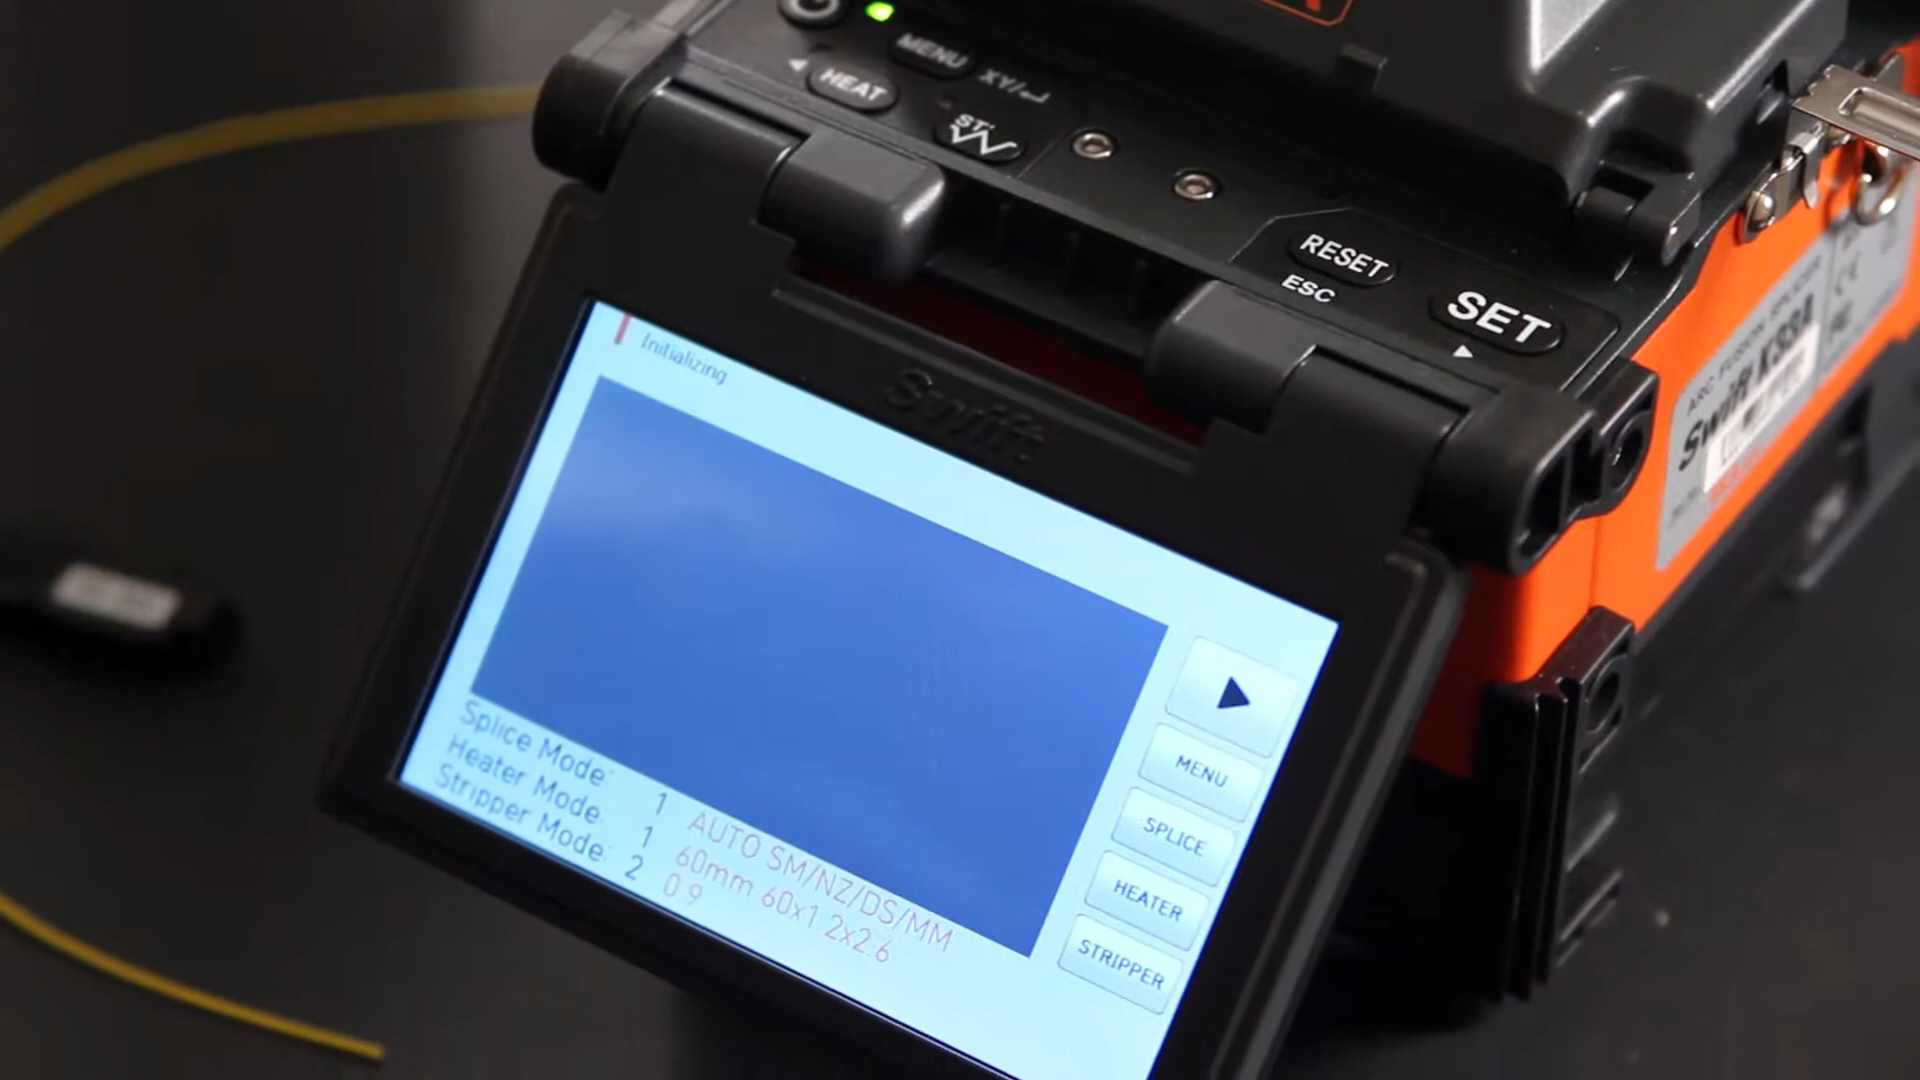 MENU
XY/↵
HEAT
ST
RESET
ESC
SET
Swift
Initializing
Splice Mode: 1 AUTO SM/NZ/DS/MM
Heater Mode: 1 60mm 60x1 2x2.6
Stripper Mode: 2 0 9
MENU
SPLICE
HEATER
STRIPPER
ARC FUSION SPLICER
Swift KS3A
CE